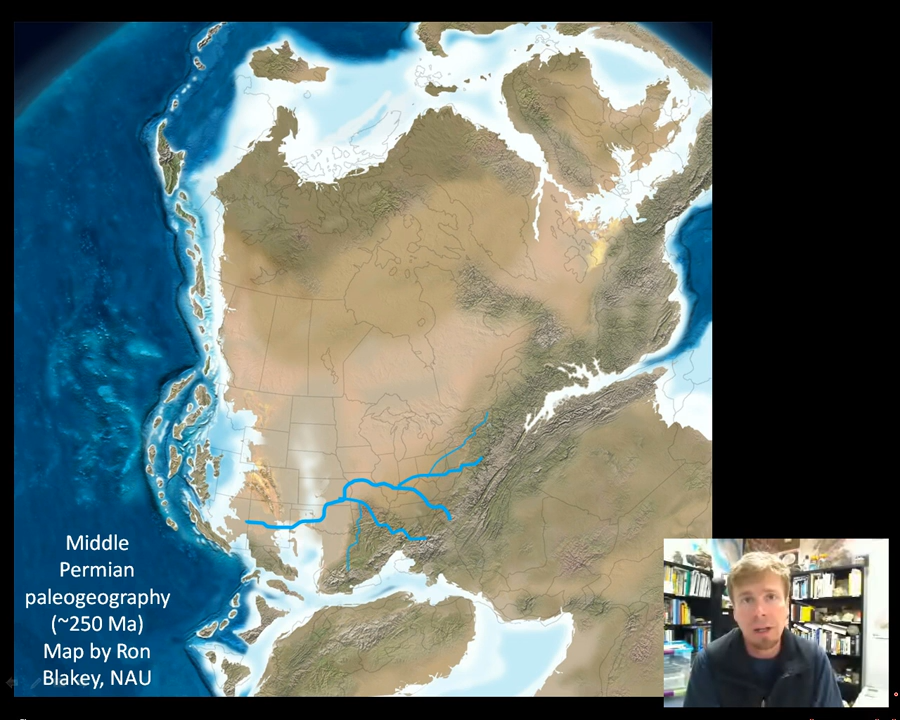 Middle
Permian
paleogeography
(~250 Ma)
Map by Ron
Blakey, NAU